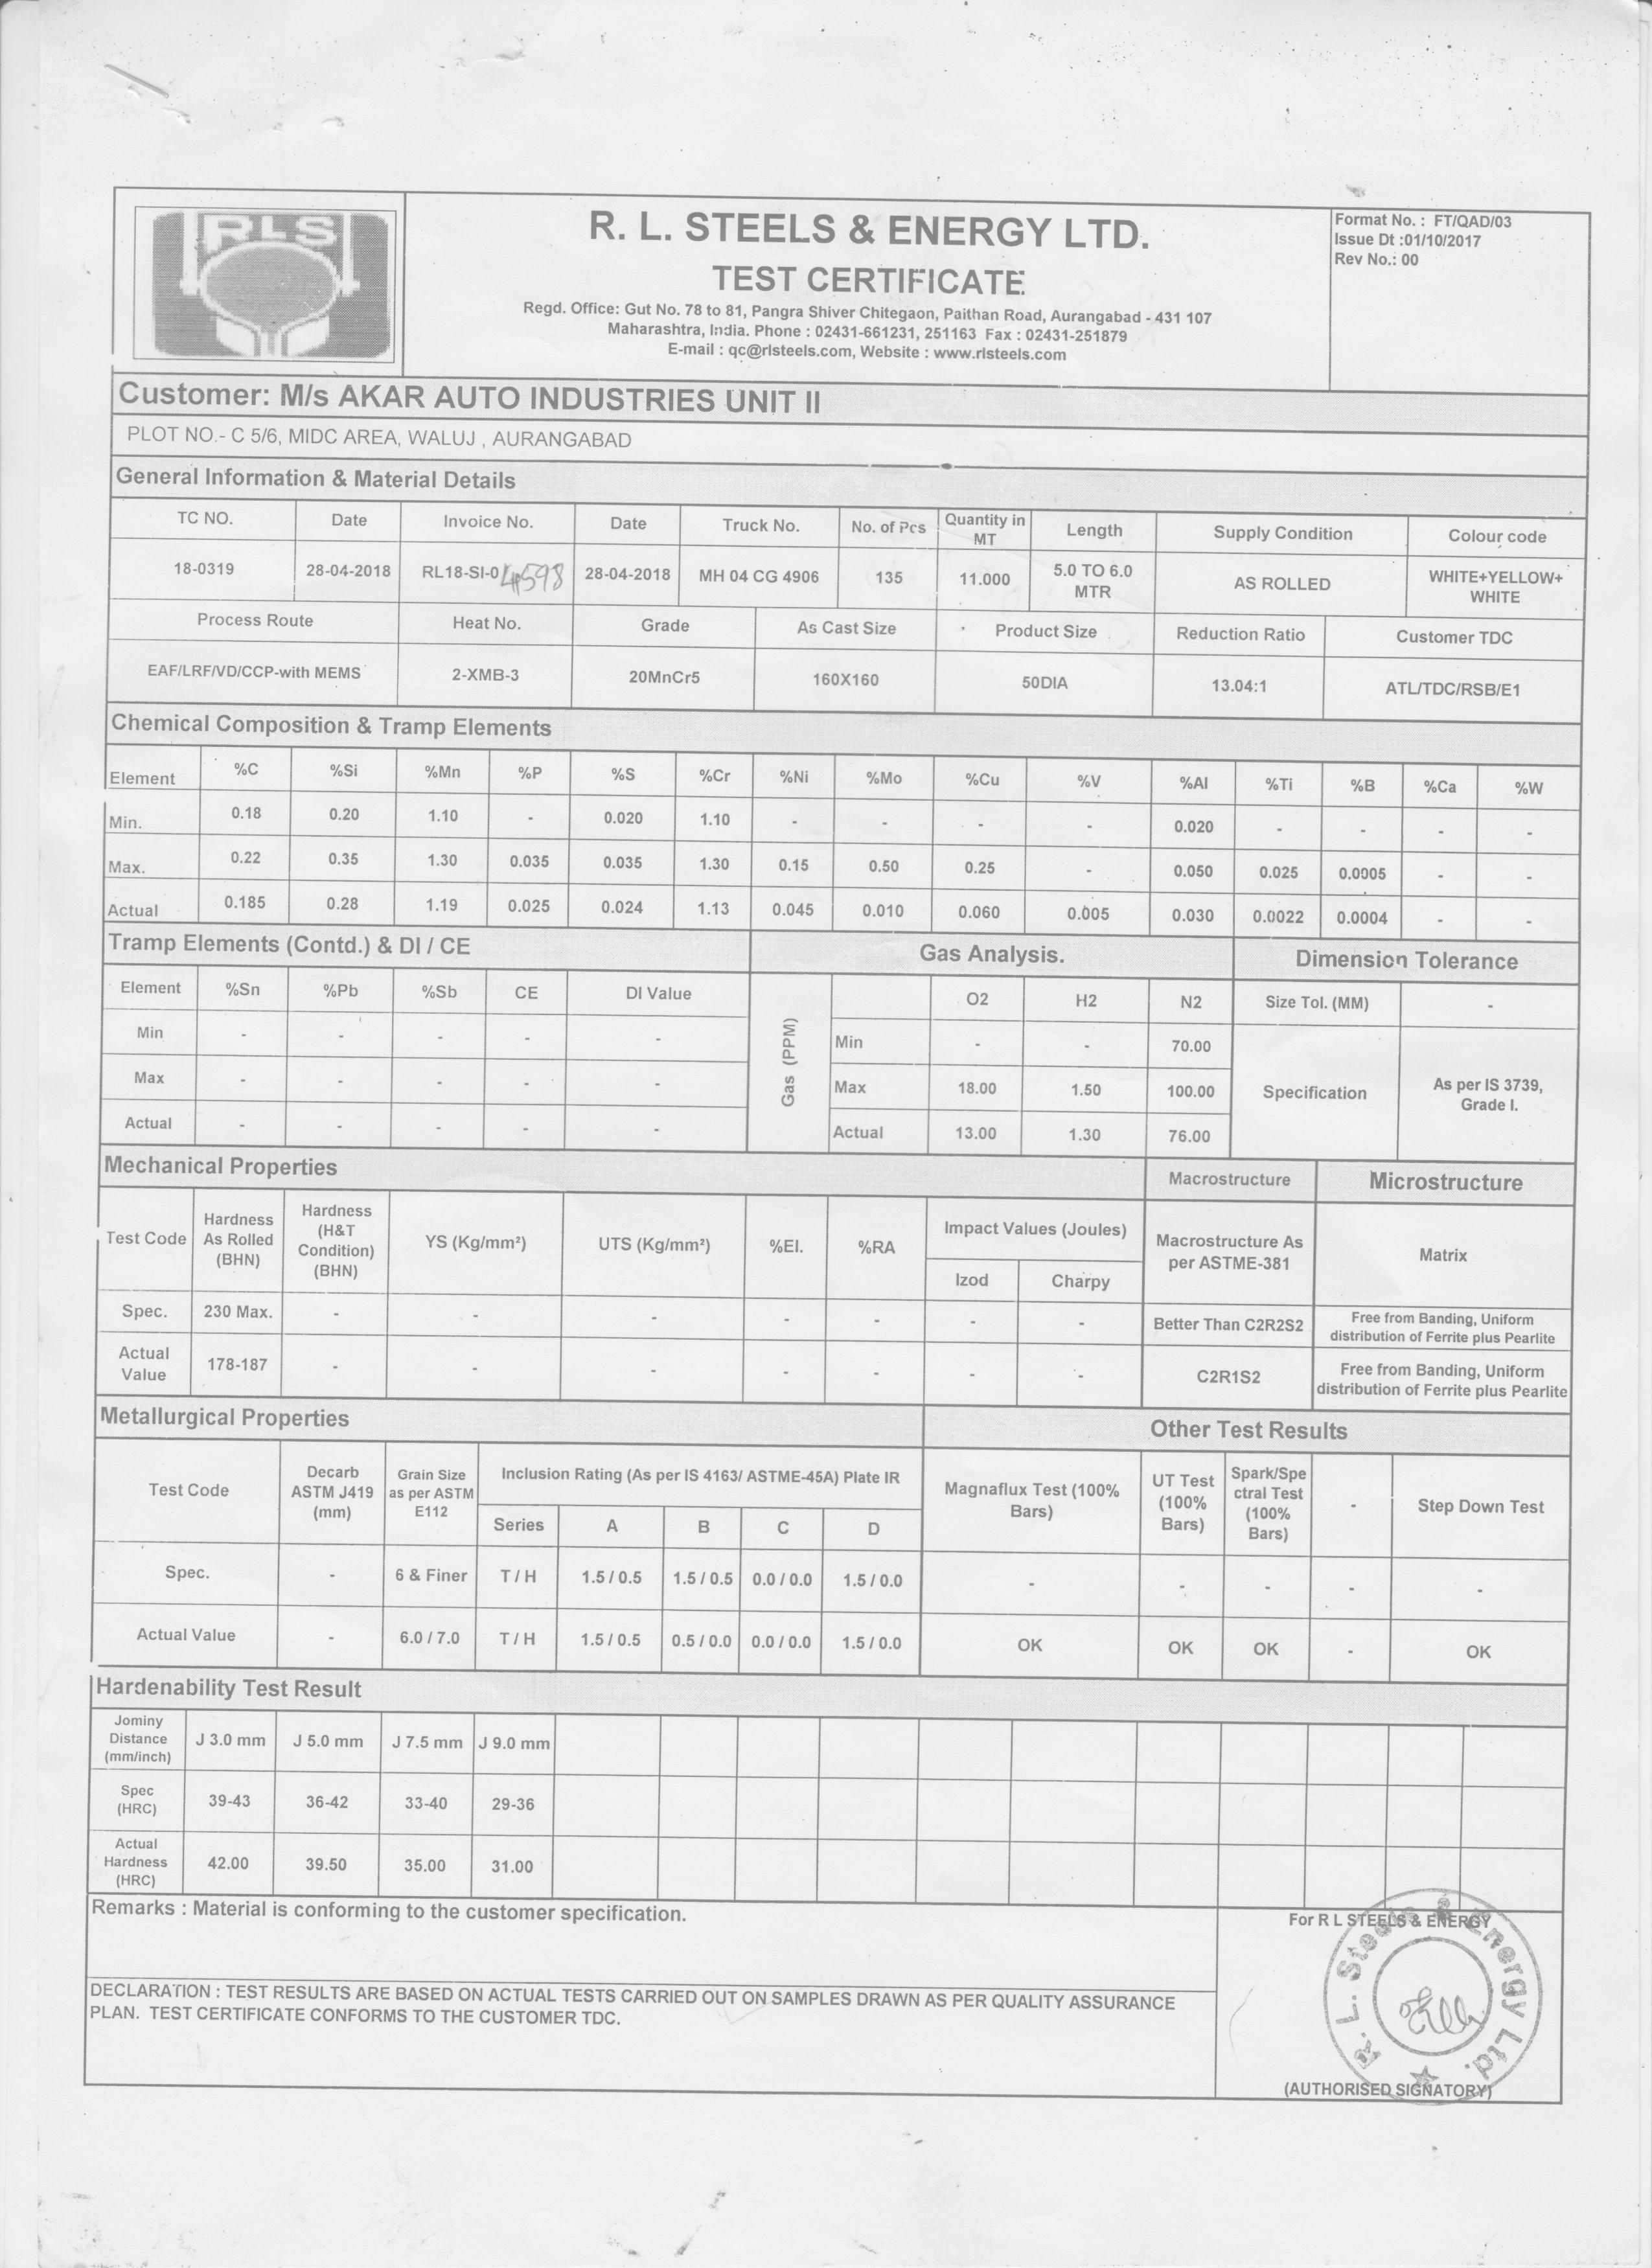 RLS
R. L. STEELS & ENERGY LTD.
TEST CERTIFICATE
Regd. Office: Gut No. 78 to 81, Pangra Shiver Chitegaon, Paithan Road, Aurangabad - 431 107
Maharashtra, India. Phone : 02431-661231, 251163 Fax : 02431-251879
E-mail : qc@rlsteels.com, Website : www.rlsteels.com
Format No. : FT/QAD/03
Issue Dt :01/10/2017
Rev No.: 00
Customer: M/s AKAR AUTO INDUSTRIES UNIT II
PLOT NO.- C 5/6, MIDC AREA, WALUJ , AURANGABAD
General Information & Material Details
TC NO. Date Invoice No. Date Truck No. No. of Pcs Quantity in MT Length Supply Condition Colour code
18-0319 28-04-2018 RL18-SI-04598 28-04-2018 MH 04 CG 4906 135 11.000 5.0 TO 6.0 MTR AS ROLLED WHITE+YELLOW+ WHITE
Process Route Heat No. Grade As Cast Size Product Size Reduction Ratio Customer TDC
EAF/LRF/VD/CCP-with MEMS 2-XMB-3 20MnCr5 160X160 50DIA 13.04:1 ATL/TDC/RSB/E1
Chemical Composition & Tramp Elements
Element %C %Si %Mn %P %S %Cr %Ni %Mo %Cu %V %Al %Ti %B %Ca %W
Min. 0.18 0.20 1.10 - 0.020 1.10 - - - - 0.020 - - - -
Max. 0.22 0.35 1.30 0.035 0.035 1.30 0.15 0.50 0.25 - 0.050 0.025 0.0005 - -
Actual 0.185 0.28 1.19 0.025 0.024 1.13 0.045 0.010 0.060 0.005 0.030 0.0022 0.0004 - -
Tramp Elements (Contd.) & DI / CE Gas Analysis. Dimension Tolerance
Element %Sn %Pb %Sb CE DI Value Gas (PPM) O2 H2 N2 Size Tol. (MM) -
Min - - - - - Min - - 70.00
Max - - - - - Max 18.00 1.50 100.00 Specification As per IS 3739, Grade I.
Actual - - - - - Actual 13.00 1.30 76.00
Mechanical Properties Macrostructure Microstructure
Test Code Hardness As Rolled (BHN) Hardness (H&T Condition) (BHN) YS (Kg/mm²) UTS (Kg/mm²) %El. %RA Impact Values (Joules) Macrostructure As per ASTME-381 Matrix
Izod Charpy
Spec. 230 Max. - - - - - - - Better Than C2R2S2 Free from Banding, Uniform distribution of Ferrite plus Pearlite
Actual Value 178-187 - - - - - - - C2R1S2 Free from Banding, Uniform distribution of Ferrite plus Pearlite
Metallurgical Properties Other Test Results
Test Code Decarb ASTM J419 (mm) Grain Size as per ASTM E112 Inclusion Rating (As per IS 4163/ ASTME-45A) Plate IR Magnaflux Test (100% Bars) UT Test (100% Bars) Spark/Spectral Test (100% Bars) - Step Down Test
Series A B C D
Spec. - 6 & Finer T / H 1.5 / 0.5 1.5 / 0.5 0.0 / 0.0 1.5 / 0.0 - - - - -
Actual Value - 6.0 / 7.0 T / H 1.5 / 0.5 0.5 / 0.0 0.0 / 0.0 1.5 / 0.0 OK OK OK - OK
Hardenability Test Result
Jominy Distance (mm/inch) J 3.0 mm J 5.0 mm J 7.5 mm J 9.0 mm
Spec (HRC) 39-43 36-42 33-40 29-36
Actual Hardness (HRC) 42.00 39.50 35.00 31.00
Remarks : Material is conforming to the customer specification.
For R L STEELS & ENERGY
DECLARATION : TEST RESULTS ARE BASED ON ACTUAL TESTS CARRIED OUT ON SAMPLES DRAWN AS PER QUALITY ASSURANCE
PLAN. TEST CERTIFICATE CONFORMS TO THE CUSTOMER TDC.
R. L. Steels & Energy Ltd.
(AUTHORISED SIGNATORY)